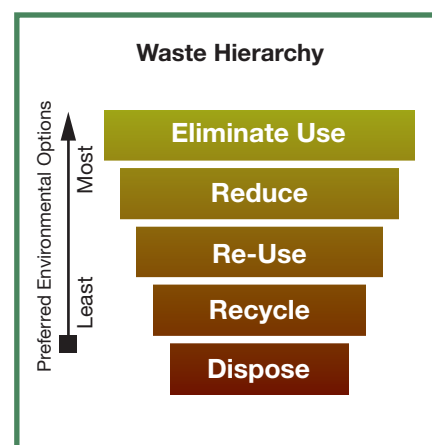 Waste Hierarchy
Preferred Environmental Options
Most
Least
Eliminate Use
Reduce
Re-Use
Recycle
Dispose